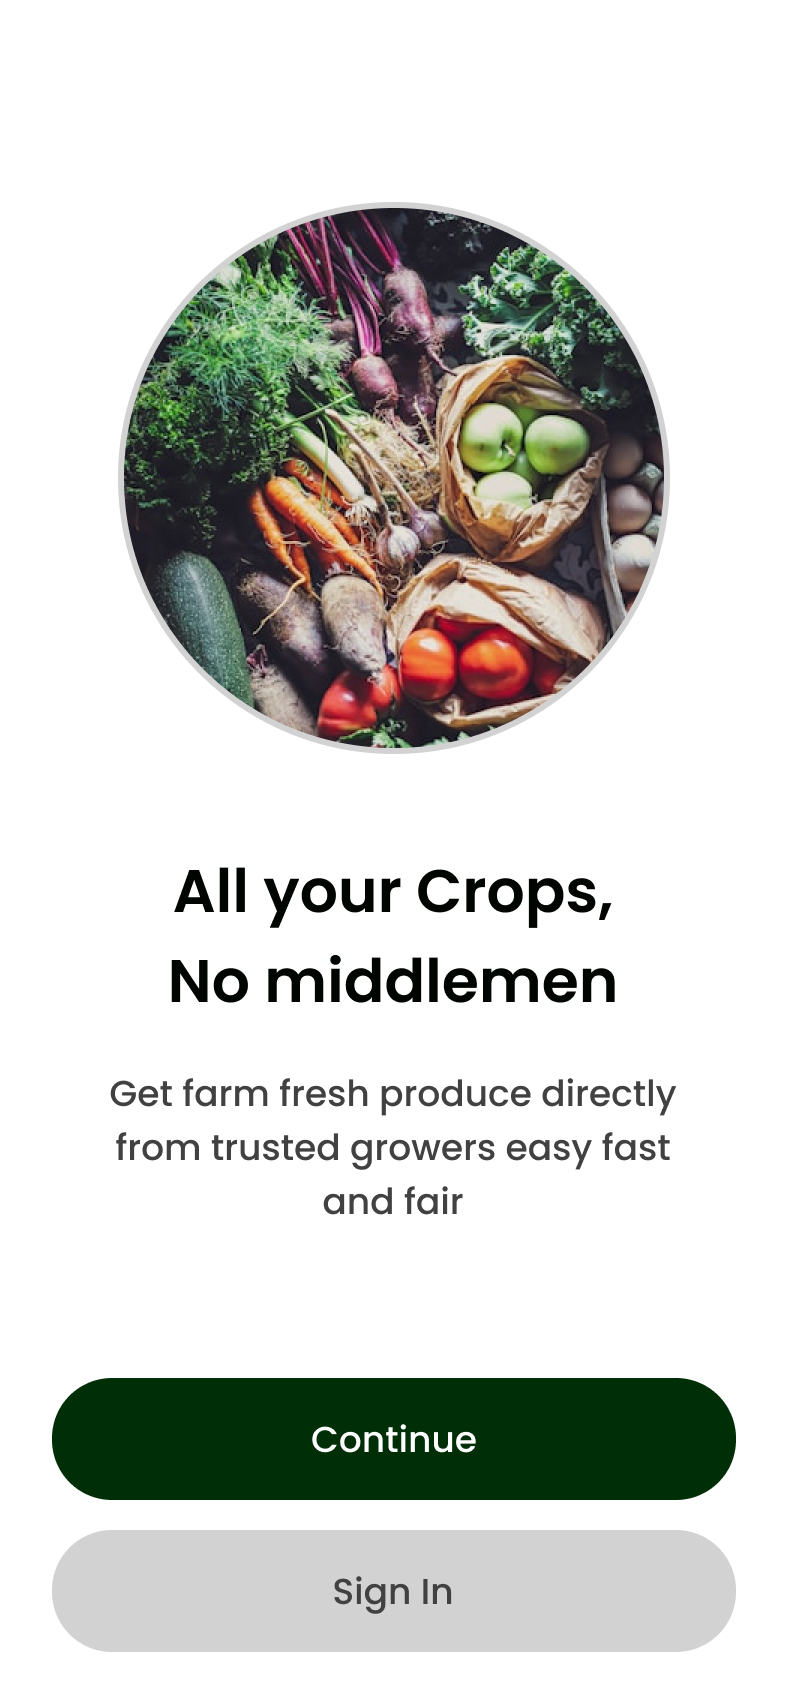 All your Crops,
No middlemen
Get farm fresh produce directly
from trusted growers easy fast
and fair
Continue
Sign In